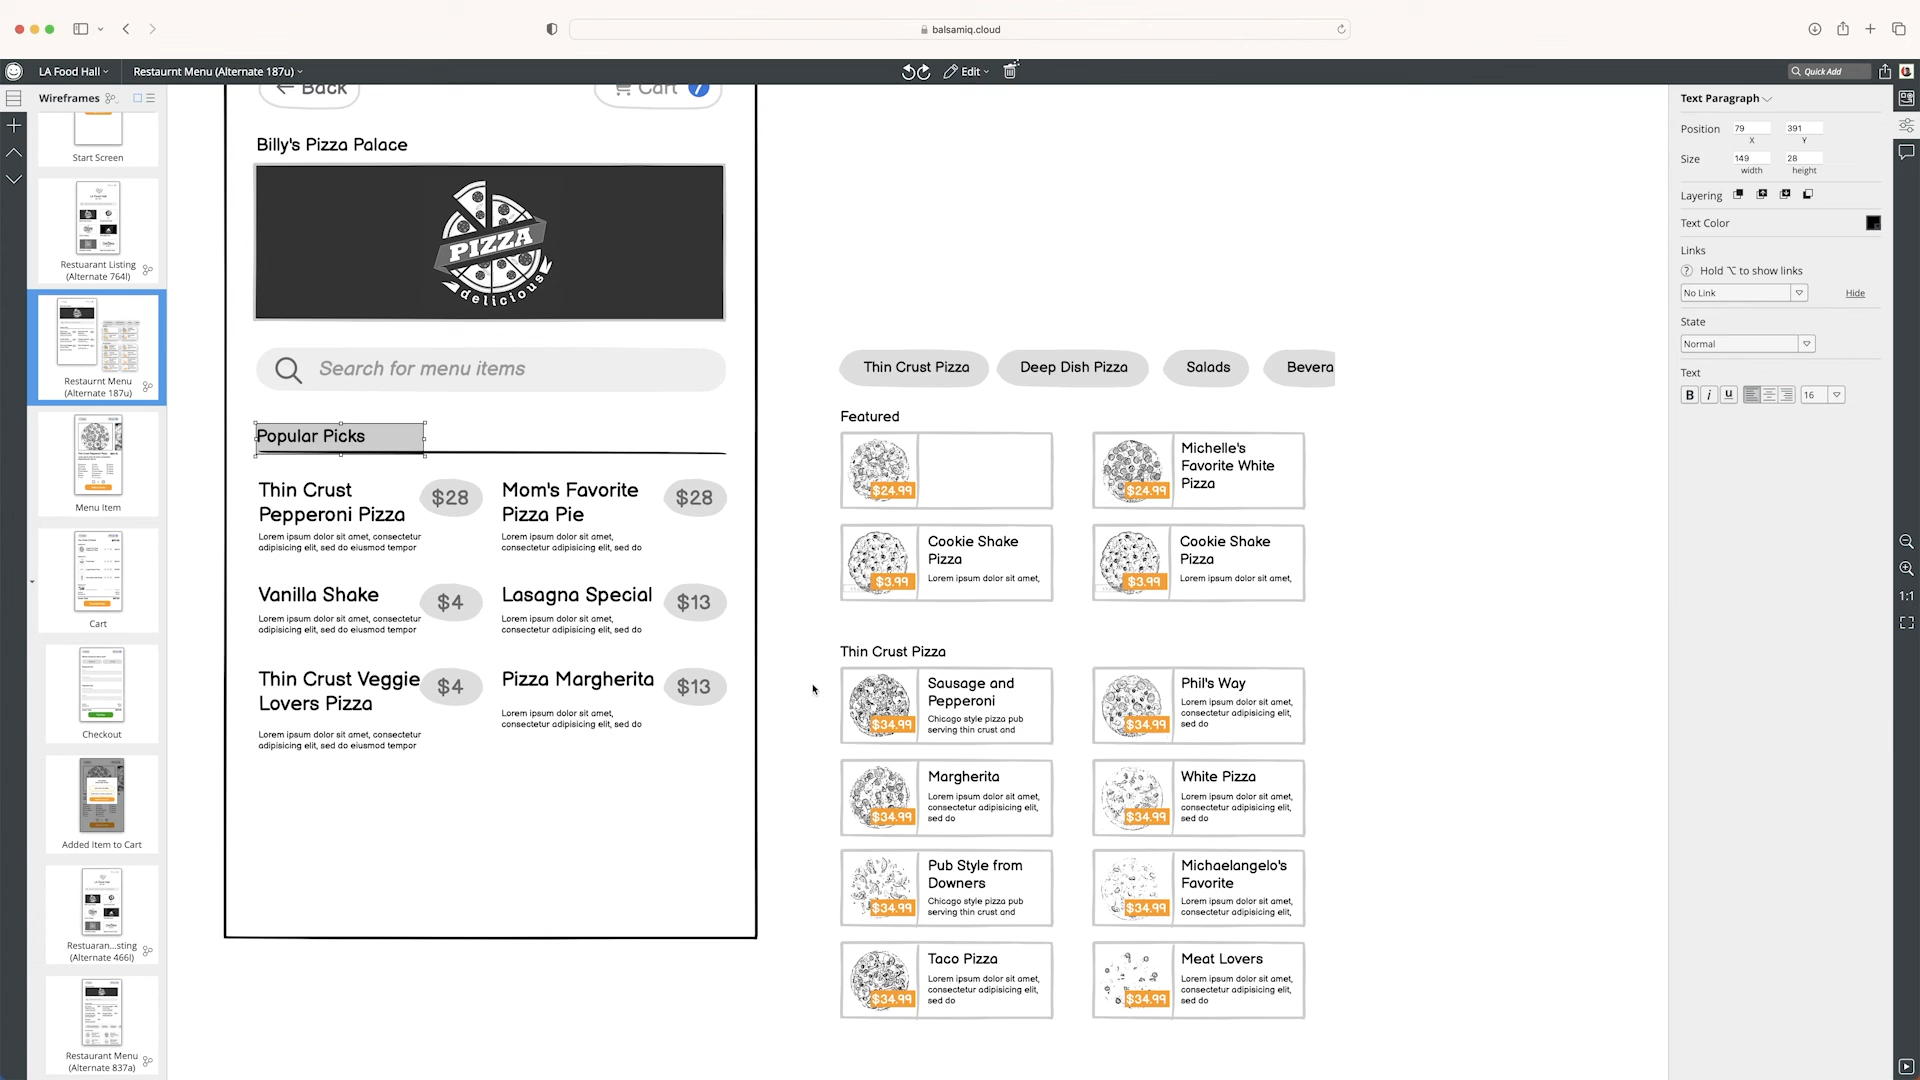 balsamiq.cloud
LA Food Hall
Restaurnt Menu (Alternate 187u)
Edit
Quick Add
Wireframes
Start Screen
Restuarant Listing
(Alternate 764l)
Restaurnt Menu
(Alternate 187u)
Menu Item
Cart
Checkout
Added Item to Cart
Restuaran...sting
(Alternate 466l)
Restaurant Menu
(Alternate 837a)
Back
Cart
7
Billy's Pizza Palace
PIZZA
delicious
Search for menu items
Popular Picks
Thin Crust
Pepperoni Pizza
$28
Lorem ipsum dolor sit amet, consectetur
adipisicing elit, sed do eiusmod tempor
Mom's Favorite
Pizza Pie
$28
Lorem ipsum dolor sit amet,
consectetur adipisicing elit, sed do
Vanilla Shake
$4
Lorem ipsum dolor sit amet, consectetur
adipisicing elit, sed do eiusmod tempor
Lasagna Special
$13
Lorem ipsum dolor sit amet,
consectetur adipisicing elit, sed do
Thin Crust Veggie
Lovers Pizza
$4
Lorem ipsum dolor sit amet, consectetur
adipisicing elit, sed do eiusmod tempor
Pizza Margherita
$13
Lorem ipsum dolor sit amet,
consectetur adipisicing elit, sed do
Thin Crust Pizza
Deep Dish Pizza
Salads
Bevera
Featured
$24.99
$24.99
Michelle's
Favorite White
Pizza
$3.99
Cookie Shake
Pizza
Lorem ipsum dolor sit amet,
$3.99
Cookie Shake
Pizza
Lorem ipsum dolor sit amet,
Thin Crust Pizza
$34.99
Sausage and
Pepperoni
Chicago style pizza pub
serving thin crust and
$34.99
Phil's Way
Lorem ipsum dolor sit amet,
consectetur adipisicing elit,
sed do
$34.99
Margherita
Lorem ipsum dolor sit amet,
consectetur adipisicing elit,
sed do
$34.99
White Pizza
Lorem ipsum dolor sit amet,
consectetur adipisicing elit,
sed do
$34.99
Pub Style from
Downers
Chicago style pizza pub
serving thin crust and
$34.99
Michaelangelo's
Favorite
Lorem ipsum dolor sit amet,
consectetur adipisicing elit,
$34.99
Taco Pizza
Lorem ipsum dolor sit amet,
consectetur adipisicing elit,
sed do
$34.99
Meat Lovers
Lorem ipsum dolor sit amet,
consectetur adipisicing elit,
sed do
Text Paragraph
Position
79
391
X
Y
Size
149
28
width
height
Layering
Text Color
Links
? Hold ⌥ to show links
No Link
Hide
State
Normal
Text
B i u
16
1:1